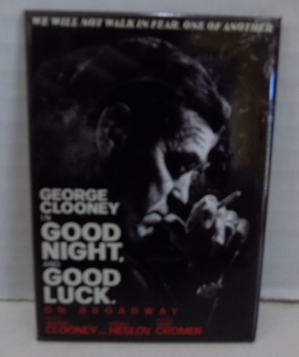 WE WILL NOT WALK IN FEAR, ONE OF ANOTHER
GEORGE
CLOONEY
IN
GOOD
NIGHT,
AND
GOOD
LUCK.
ON BROADWAY
CLOONEY AND HESLOV CROMER